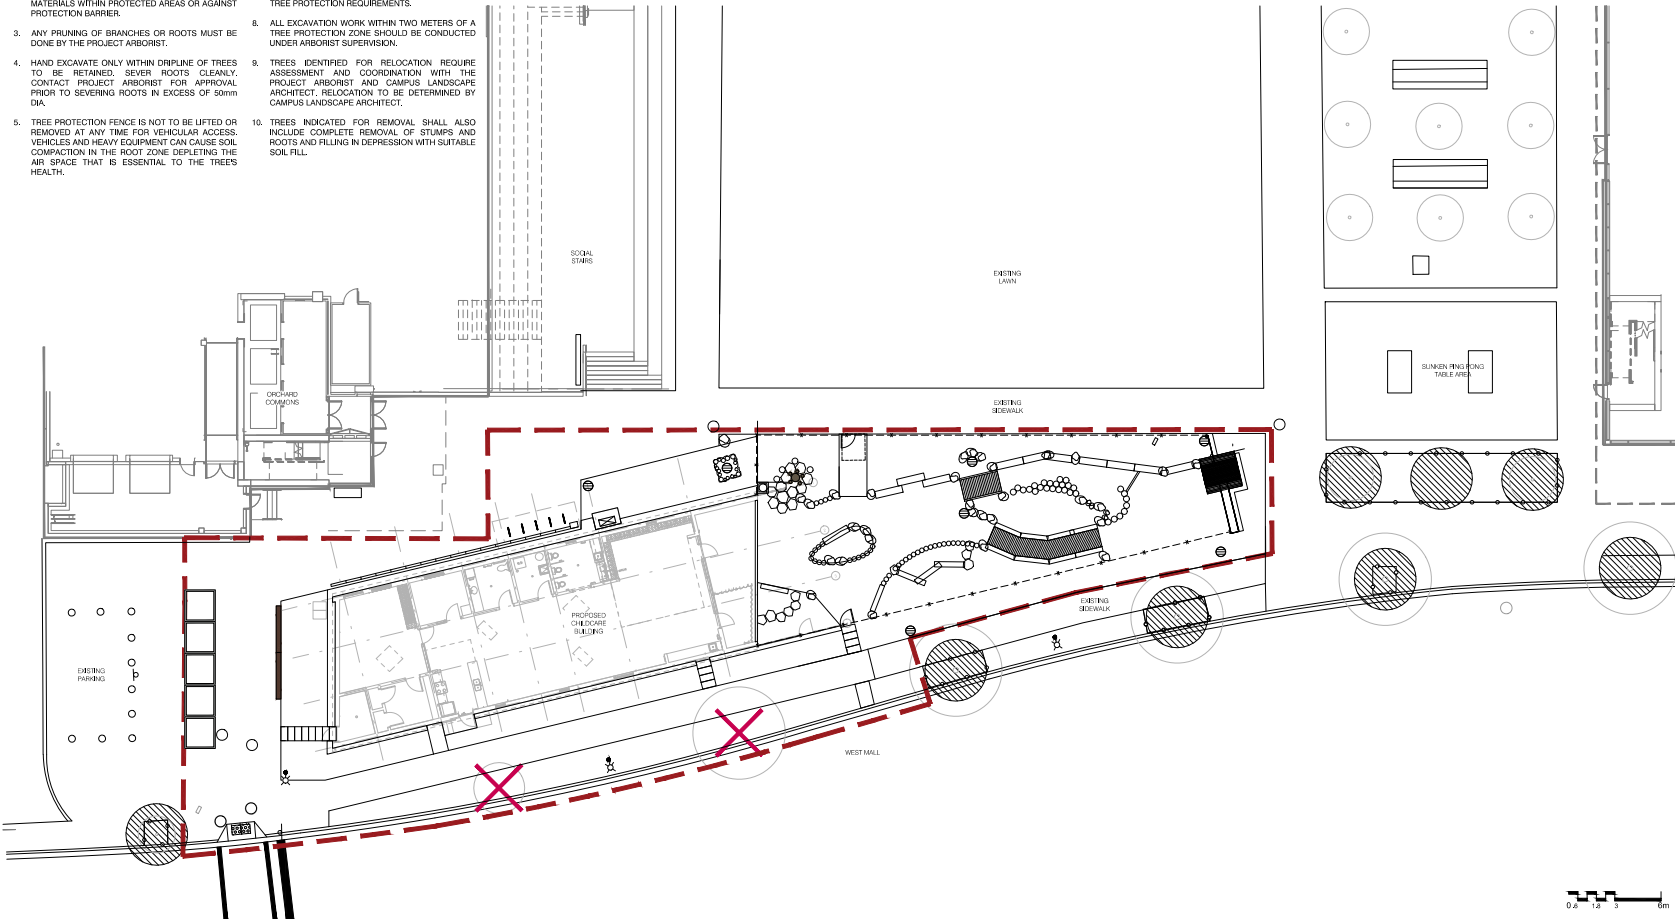 MATERIALS WITHIN PROTECTED AREAS OR AGAINST
PROTECTION BARRIER.
3. ANY PRUNING OF BRANCHES OR ROOTS MUST BE
DONE BY THE PROJECT ARBORIST.
4. HAND EXCAVATE ONLY WITHIN DRIPLINE OF TREES
TO BE RETAINED. SEVER ROOTS CLEANLY.
CONTACT PROJECT ARBORIST FOR APPROVAL
PRIOR TO SEVERING ROOTS IN EXCESS OF 50mm
DIA.
5. TREE PROTECTION FENCE IS NOT TO BE LIFTED OR
REMOVED AT ANY TIME FOR VEHICULAR ACCESS.
VEHICLES AND HEAVY EQUIPMENT CAN CAUSE SOIL
COMPACTION IN THE ROOT ZONE DEPLETING THE
AIR SPACE THAT IS ESSENTIAL TO THE TREE'S
HEALTH.
TREE PROTECTION REQUIREMENTS.
8. ALL EXCAVATION WORK WITHIN TWO METERS OF A
TREE PROTECTION ZONE SHOULD BE CONDUCTED
UNDER ARBORIST SUPERVISION.
9. TREES IDENTIFIED FOR RELOCATION REQUIRE
ASSESSMENT AND COORDINATION WITH THE
PROJECT ARBORIST AND CAMPUS LANDSCAPE
ARCHITECT. RELOCATION TO BE DETERMINED BY
CAMPUS LANDSCAPE ARCHITECT.
10. TREES INDICATED FOR REMOVAL SHALL ALSO
INCLUDE COMPLETE REMOVAL OF STUMPS AND
ROOTS AND FILLING IN DEPRESSION WITH SUITABLE
SOIL FILL.
SOCIAL
STAIRS
EXISTING
LAWN
SUNKEN PING PONG
TABLE AREA
ORCHARD
COMMONS
EXISTING
SIDEWALK
EXISTING
SIDEWALK
PROPOSED
CHILDCARE
BUILDING
EXISTING
PARKING
WEST MALL
0 .6 1.8 3 6m